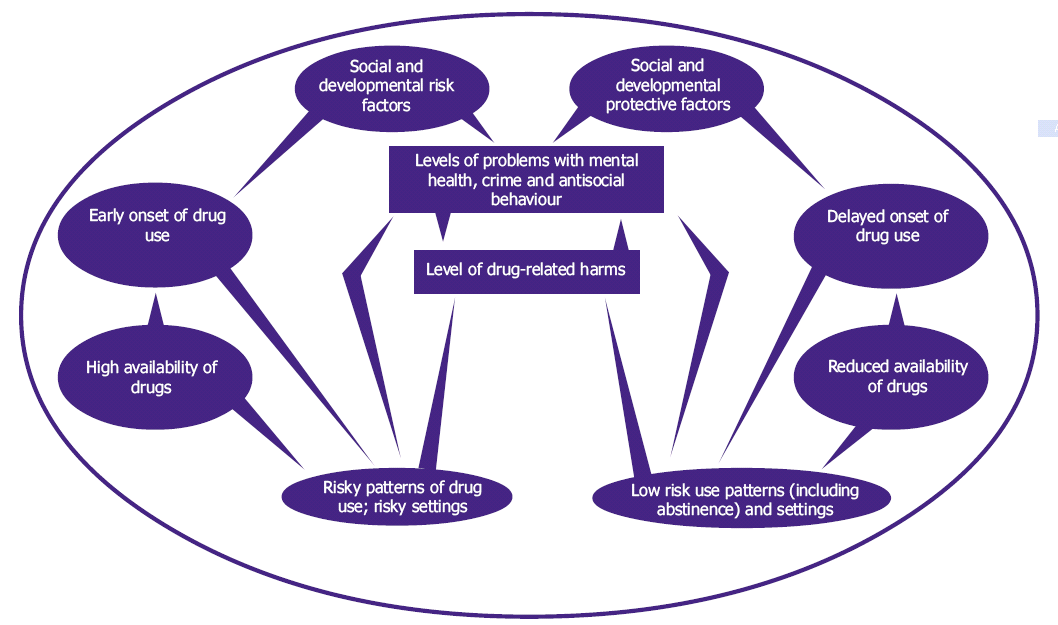 Social and
developmental risk
factors
Social and
developmental
protective factors
Levels of problems with mental
health, crime and antisocial
behaviour
Early onset of drug
use
Delayed onset of
drug use
Level of drug-related harms
High availability of
drugs
Reduced availability
of drugs
Risky patterns of drug
use; risky settings
Low risk use patterns (including
abstinence) and settings